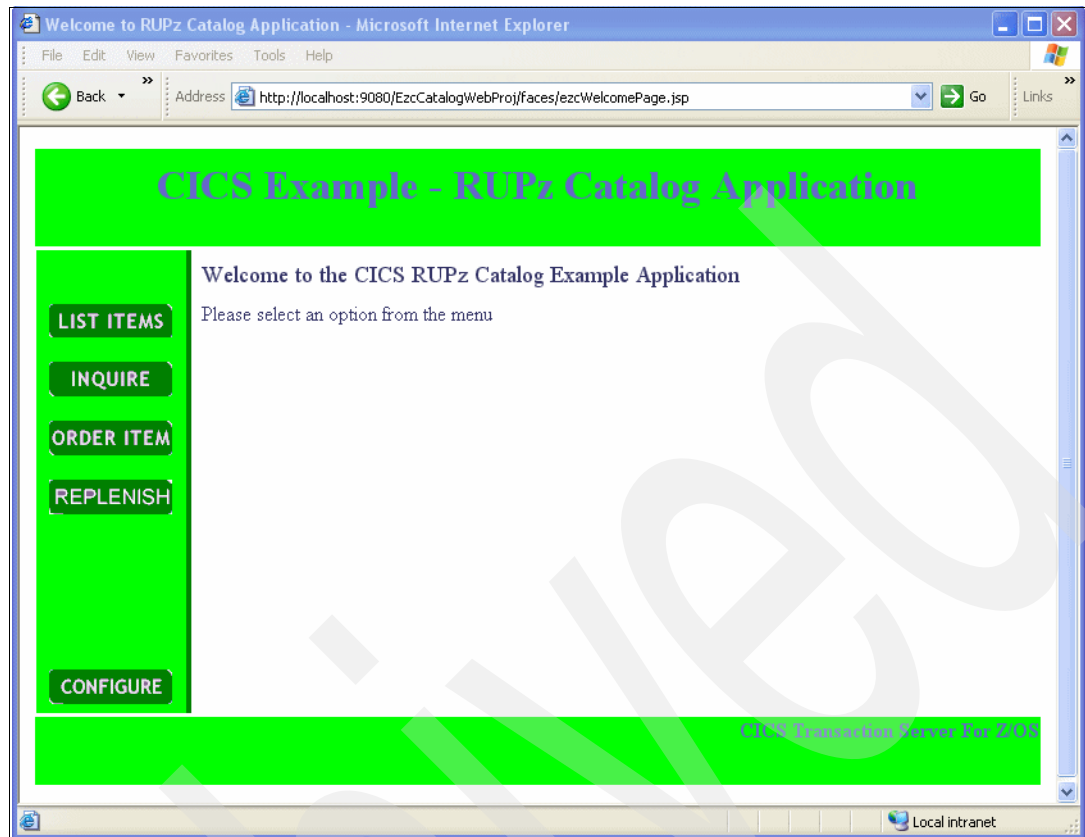 Welcome to RUPz Catalog Application - Microsoft Internet Explorer
File Edit View Favorites Tools Help
Back » Address http://localhost:9080/EzcCatalogWebProj/faces/ezcWelcomePage.jsp Go Links »
CICS Example - RUPz Catalog Application
Welcome to the CICS RUPz Catalog Example Application
Please select an option from the menu
LIST ITEMS
INQUIRE
ORDER ITEM
REPLENISH
CONFIGURE
CICS Transaction Server For Z/OS
Local intranet